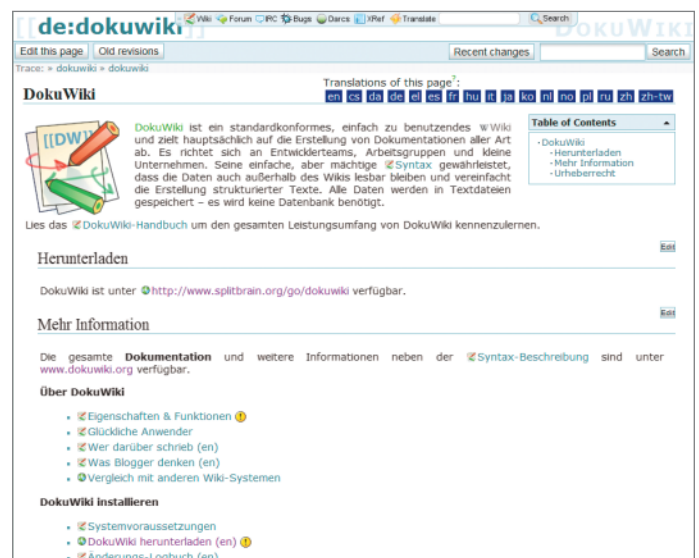 [[de:dokuwiki]] Wiki Forum IRC Bugs Darcs XRef Translate Search DOKUWIKI
Edit this page Old revisions Recent changes Search
Trace: » dokuwiki » dokuwiki
Translations of this page?:
DokuWiki en cs da de el es fr hu it ja ko nl no pl ru zh zh-tw
[[DW]]
DokuWiki ist ein standardkonformes, einfach zu benutzendes Wiki
und zielt hauptsächlich auf die Erstellung von Dokumentationen aller Art
ab. Es richtet sich an Entwicklerteams, Arbeitsgruppen und kleine
Unternehmen. Seine einfache, aber mächtige Syntax gewährleistet,
dass die Daten auch außerhalb des Wikis lesbar bleiben und vereinfacht
die Erstellung strukturierter Texte. Alle Daten werden in Textdateien
gespeichert – es wird keine Datenbank benötigt.
Table of Contents
DokuWiki
Herunterladen
Mehr Information
Urheberrecht
Lies das DokuWiki-Handbuch um den gesamten Leistungsumfang von DokuWiki kennenzulernen.
Edit
Herunterladen
DokuWiki ist unter http://www.splitbrain.org/go/dokuwiki verfügbar.
Edit
Mehr Information
Die gesamte Dokumentation und weitere Informationen neben der Syntax-Beschreibung sind unter
www.dokuwiki.org verfügbar.
Über DokuWiki
Eigenschaften & Funktionen
Glückliche Anwender
Wer darüber schrieb (en)
Was Blogger denken (en)
Vergleich mit anderen Wiki-Systemen
DokuWiki installieren
Systemvoraussetzungen
DokuWiki herunterladen (en)
Änderungs-Logbuch (en)